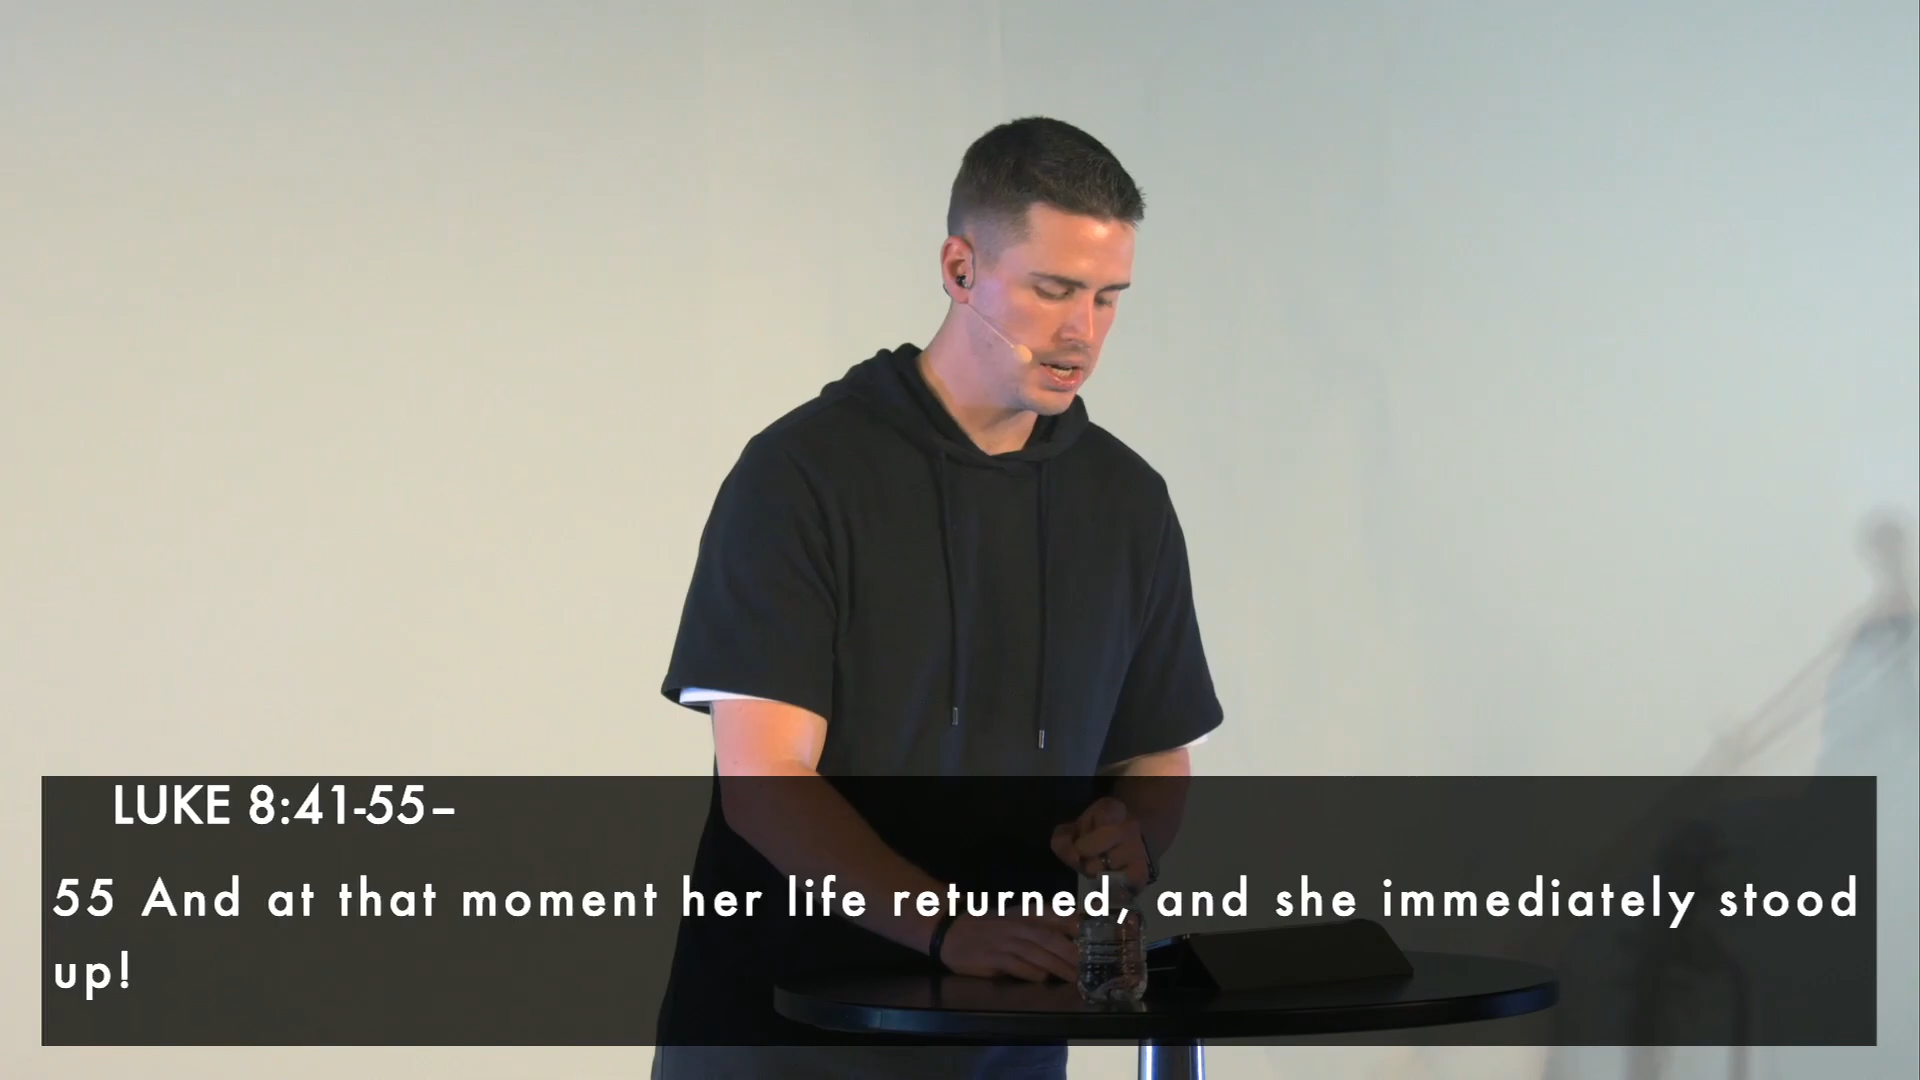 LUKE 8:41-55–
55 And at that moment her life returned, and she immediately stood
up!